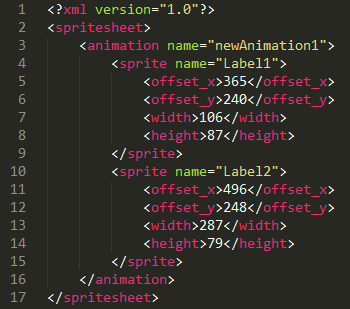 1 <?xml version="1.0"?>
2 <spritesheet>
3     <animation name="newAnimation1">
4         <sprite name="Label1">
5             <offset_x>365</offset_x>
6             <offset_y>240</offset_y>
7             <width>106</width>
8             <height>87</height>
9         </sprite>
10         <sprite name="Label2">
11             <offset_x>496</offset_x>
12             <offset_y>248</offset_y>
13             <width>287</width>
14             <height>79</height>
15         </sprite>
16     </animation>
17 </spritesheet>